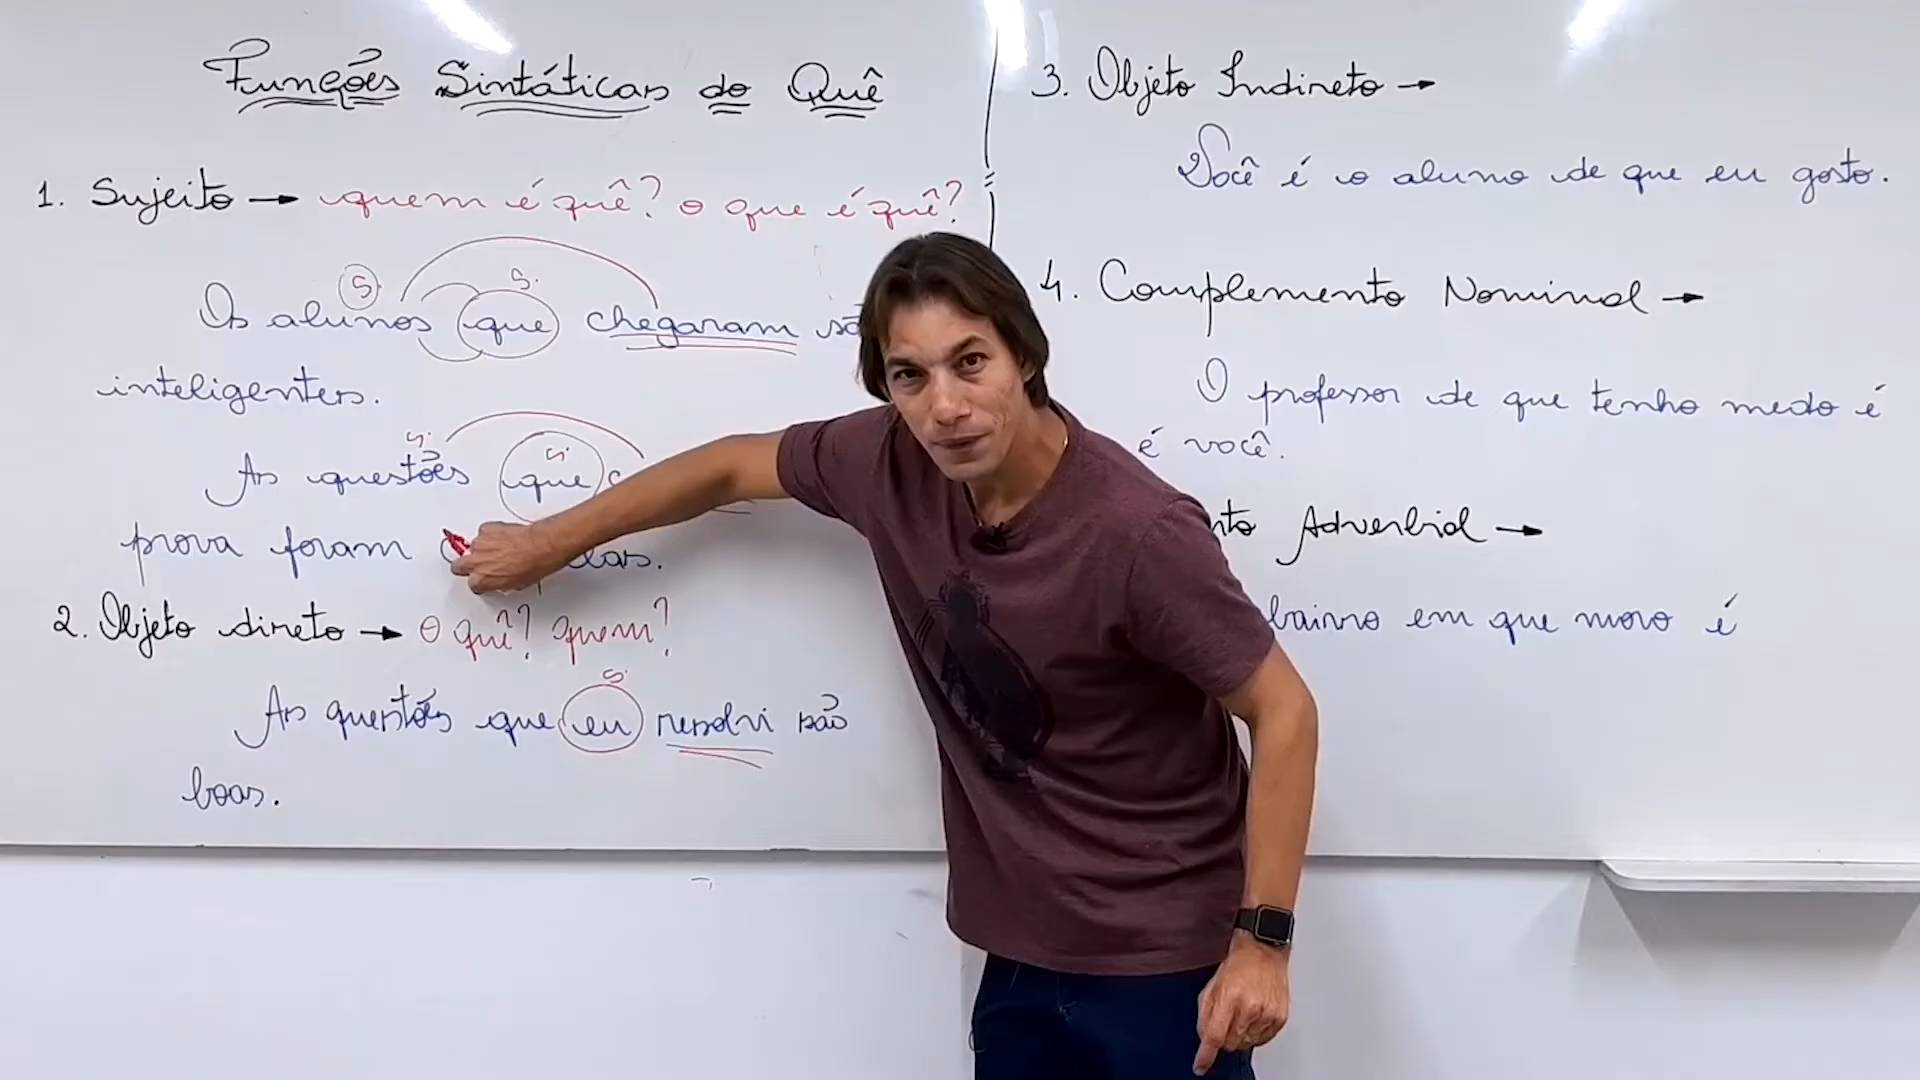 Funções Sintáticas do Quê
1. Sujeito → quem é quê? o que é quê?
S. S.
Os alunos que chegaram
inteligentes.
S. S.
As questões que
prova foram
2. Objeto direto → o quê? quem?
S.
As questões que eu resolvi são
boas.
3. Objeto Indireto →
Você é o aluno de que eu gosto.
4. Complemento Nominal →
O professor de que tenho medo é
é você.
Adverbial →
bairro em que moro é